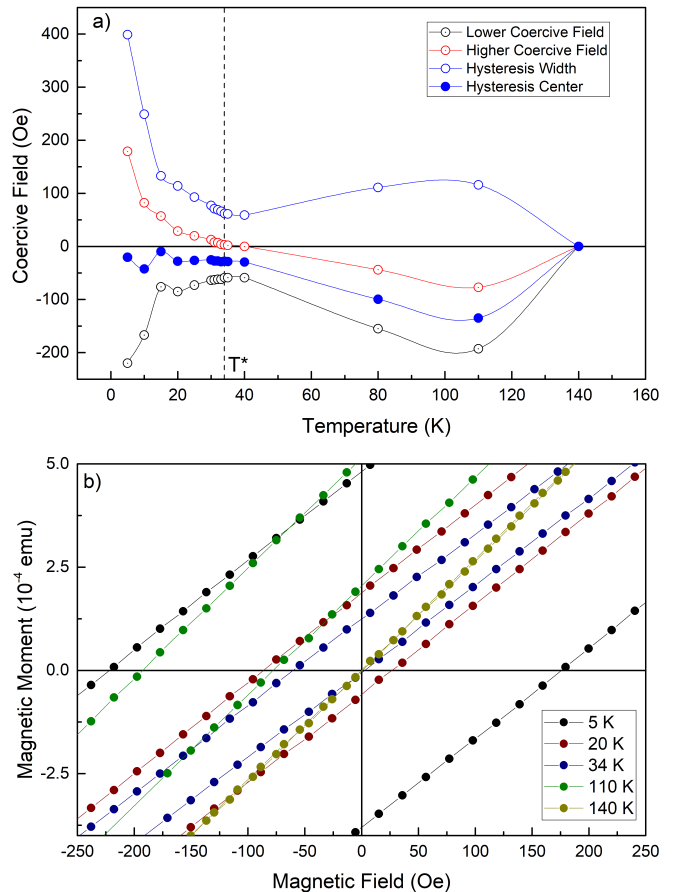 a)
Lower Coercive Field
Higher Coercive Field
Hysteresis Width
Hysteresis Center
400
300
200
100
0
-100
-200
Coercive Field (Oe)
T*
0 20 40 60 80 100 120 140 160
Temperature (K)
b)
5.0
2.5
0.0
-2.5
Magnetic Moment (10⁻⁴ emu)
5 K
20 K
34 K
110 K
140 K
-250 -200 -150 -100 -50 0 50 100 150 200 250
Magnetic Field (Oe)